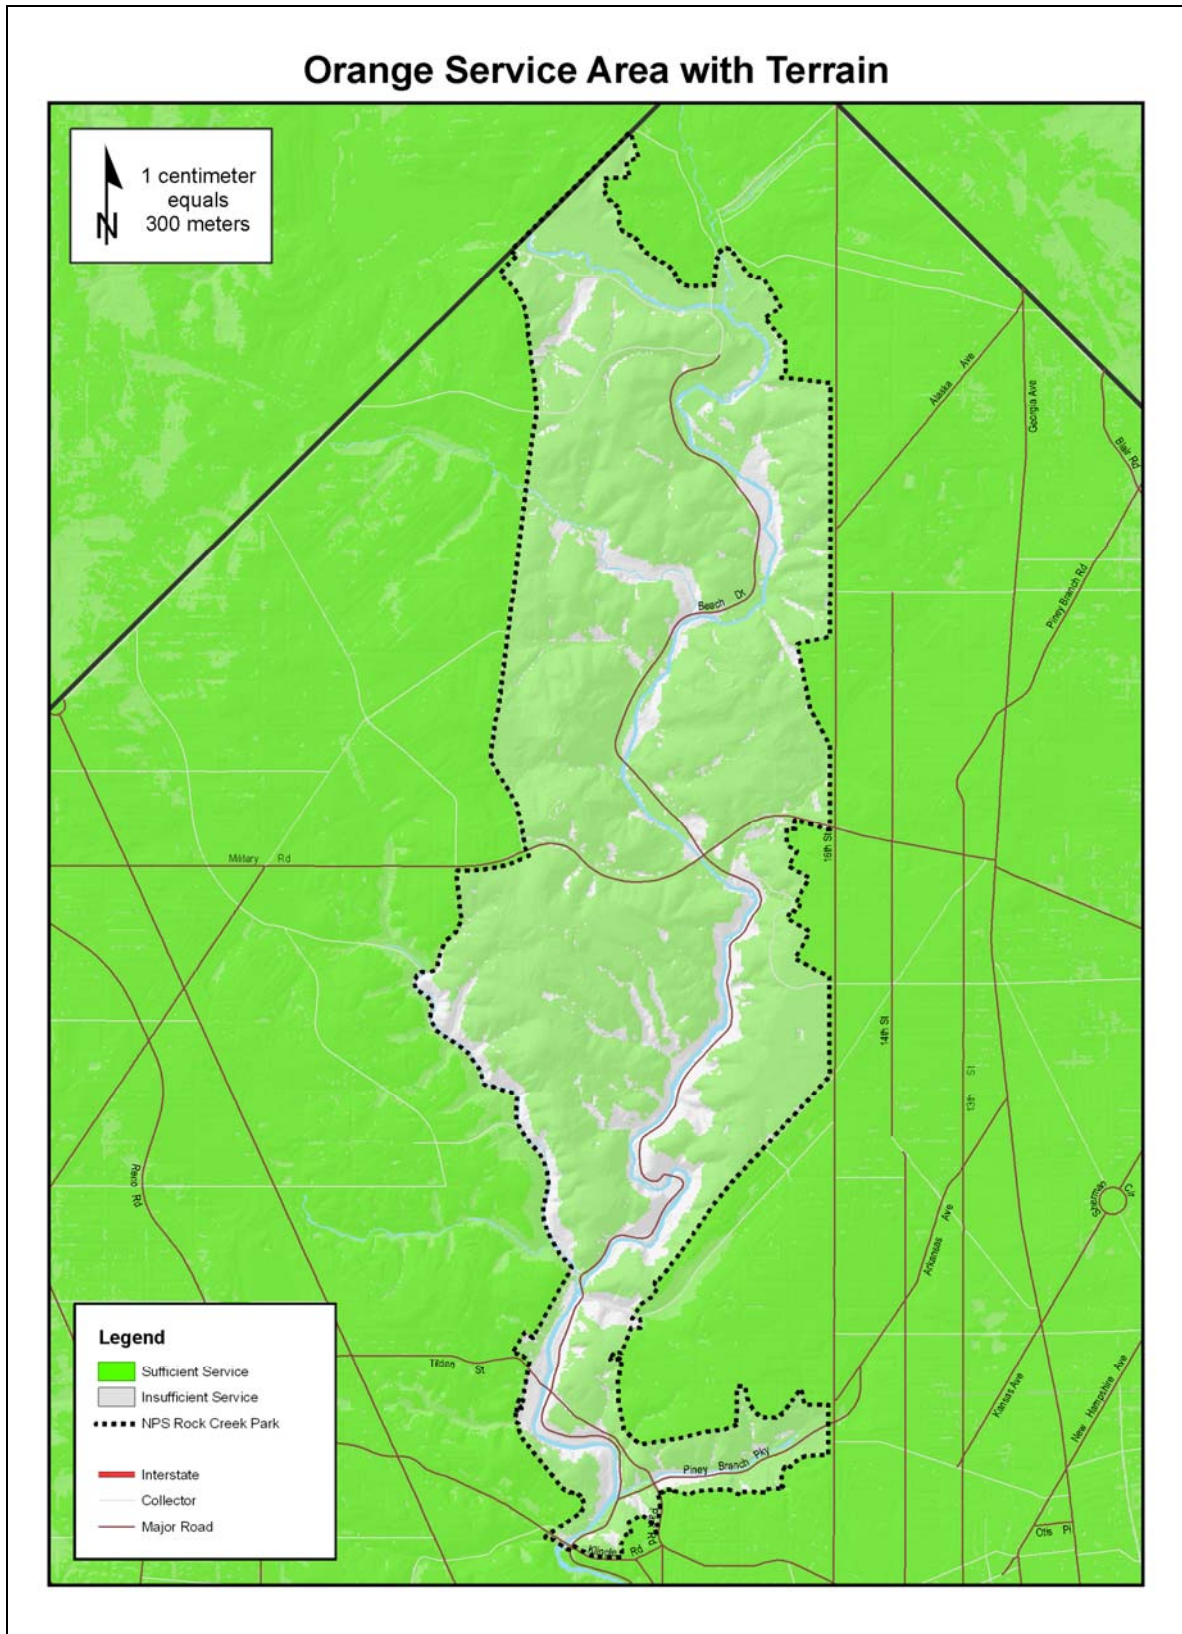 Orange Service Area with Terrain
1 centimeter
equals
300 meters
N
Alaska Ave
Georgia Ave
Blair Rd
Piney Branch Rd
Beach Dr
16th St
Military Rd
14th St
13th St
Reno Rd
Sherman Cir
Arkansas Ave
Kansas Ave
New Hampshire Ave
Tilden St
Piney Branch Pky
Park Rd
Klingle Rd
Otis Pl
Legend
Sufficient Service
Insufficient Service
NPS Rock Creek Park
Interstate
Collector
Major Road